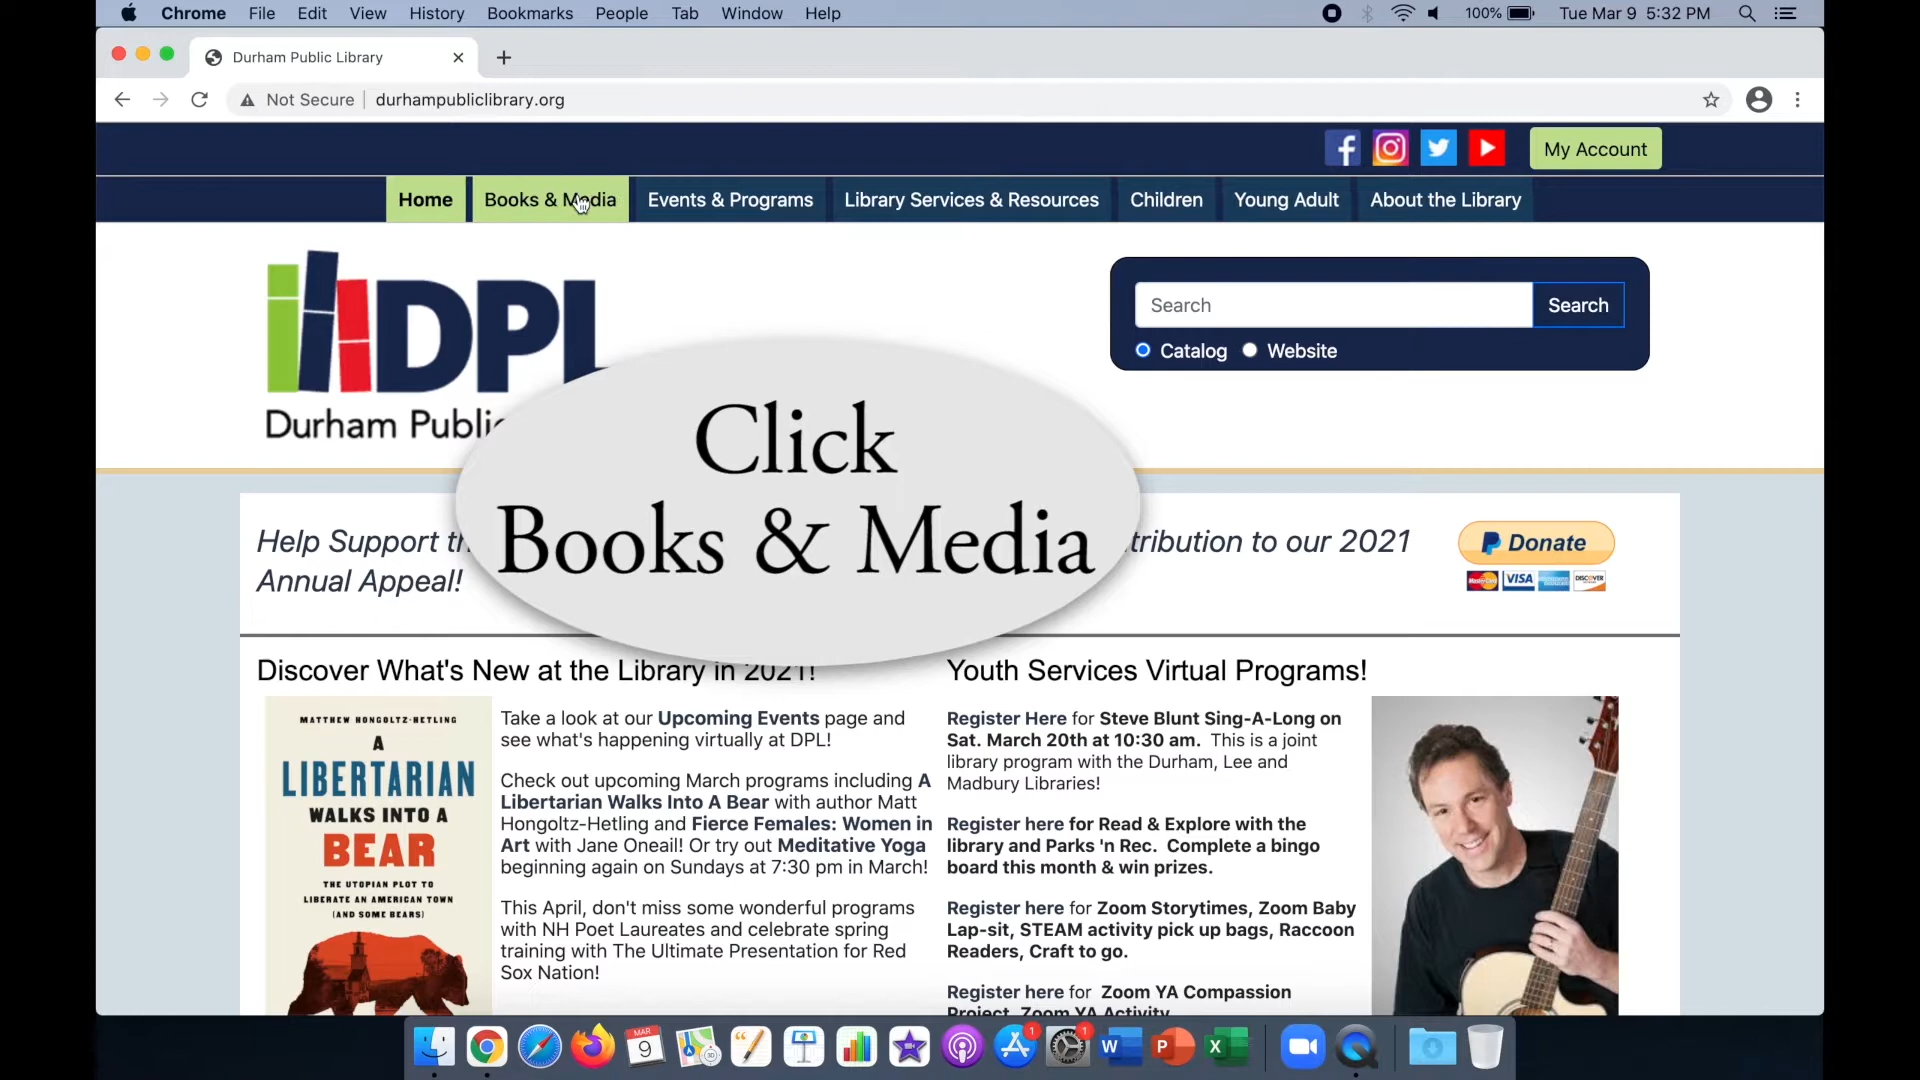 Chrome File Edit View History Bookmarks People Tab Window Help 100% Tue Mar 9 5:32 PM
Durham Public Library
Not Secure durhampubliclibrary.org
My Account
Home Books & Media Events & Programs Library Services & Resources Children Young Adult About the Library
DPL
Durham Public
Search Search
Catalog Website
Click
Books & Media
Help Support tribution to our 2021
Annual Appeal!
Donate
MasterCard VISA DISCOVER
Discover What's New at the Library in 2021!
MATTHEW HONGOLTZ-HETLING
A
LIBERTARIAN
WALKS INTO A
BEAR
THE UTOPIAN PLOT TO
LIBERATE AN AMERICAN TOWN
(AND SOME BEARS)
Take a look at our Upcoming Events page and
see what's happening virtually at DPL!
Check out upcoming March programs including A
Libertarian Walks Into A Bear with author Matt
Hongoltz-Hetling and Fierce Females: Women in
Art with Jane Oneail! Or try out Meditative Yoga
beginning again on Sundays at 7:30 pm in March!
This April, don't miss some wonderful programs
with NH Poet Laureates and celebrate spring
training with The Ultimate Presentation for Red
Sox Nation!
Youth Services Virtual Programs!
Register Here for Steve Blunt Sing-A-Long on
Sat. March 20th at 10:30 am. This is a joint
library program with the Durham, Lee and
Madbury Libraries!
Register here for Read & Explore with the
library and Parks 'n Rec. Complete a bingo
board this month & win prizes.
Register here for Zoom Storytimes, Zoom Baby
Lap-sit, STEAM activity pick up bags, Raccoon
Readers, Craft to go.
Register here for Zoom YA Compassion
Project, Zoom YA Activity
MAR
9
3D
1
1
W
P
X